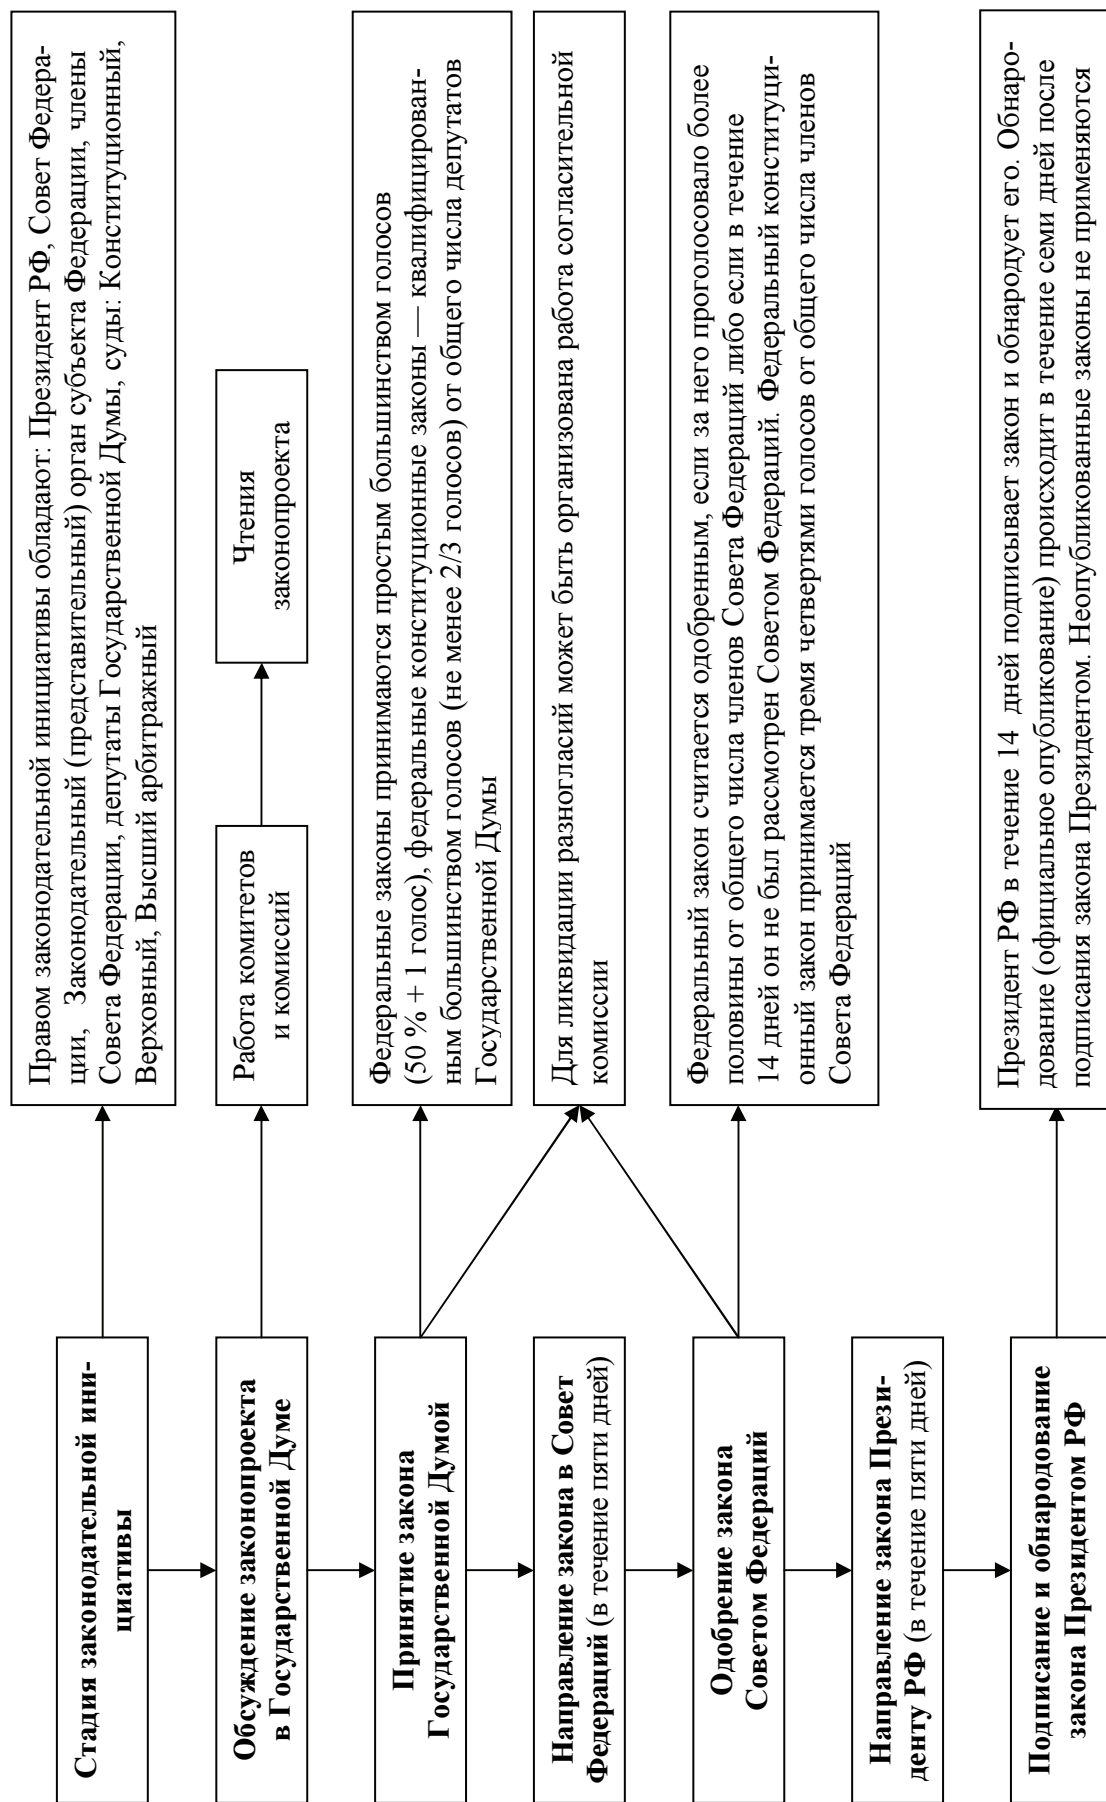 Стадия законодательной ини-
циативы
Правом законодательной инициативы обладают: Президент РФ, Совет Федера-
ции, Законодательный (представительный) орган субъекта Федерации, члены
Совета Федерации, депутаты Государственной Думы, суды: Конституционный,
Верховный, Высший арбитражный
Обсуждение законопроекта
в Государственной Думе
Работа комитетов
и комиссий
Чтения
законопроекта
Принятие закона
Государственной Думой
Федеральные законы принимаются простым большинством голосов
(50 % + 1 голос), федеральные конституционные законы — квалифицирован-
ным большинством голосов (не менее 2/3 голосов) от общего числа депутатов
Государственной Думы
Направление закона в Совет
Федераций (в течение пяти дней)
Для ликвидации разногласий может быть организована работа согласительной
комиссии
Одобрение закона
Советом Федераций
Федеральный закон считается одобренным, если за него проголосовало более
половины от общего числа членов Совета Федераций либо если в течение
14 дней он не был рассмотрен Советом Федераций. Федеральный конституци-
онный закон принимается тремя четвертями голосов от общего числа членов
Совета Федераций
Направление закона Прези-
денту РФ (в течение пяти дней)
Подписание и обнародование
закона Президентом РФ
Президент РФ в течение 14 дней подписывает закон и обнародует его. Обнаро-
дование (официальное опубликование) происходит в течение семи дней после
подписания закона Президентом. Неопубликованные законы не применяются